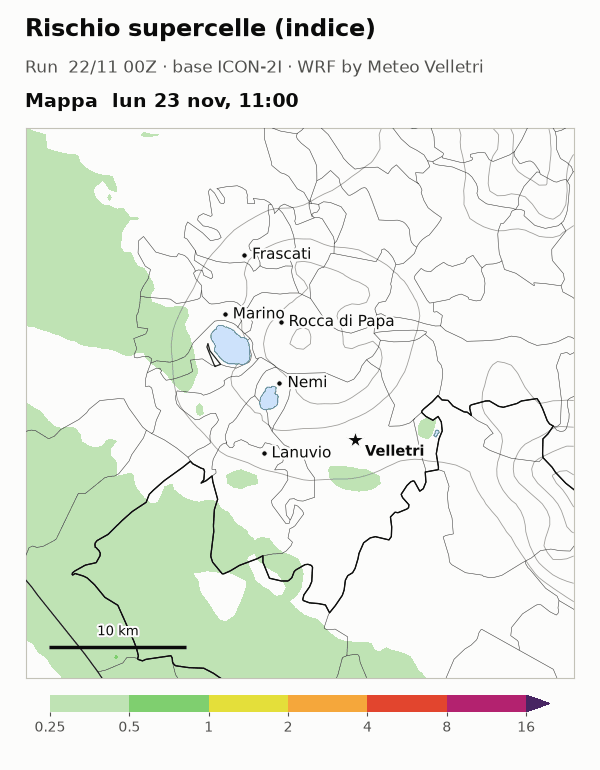 Rischio supercelle (indice)
Run  22/11 00Z · base ICON-2I · WRF by Meteo Velletri
Mappa  lun 23 nov, 11:00
Frascati
Marino
Rocca di Papa
Nemi
Velletri
Lanuvio
10 km
0.25 0.5 1 2 4 8 16